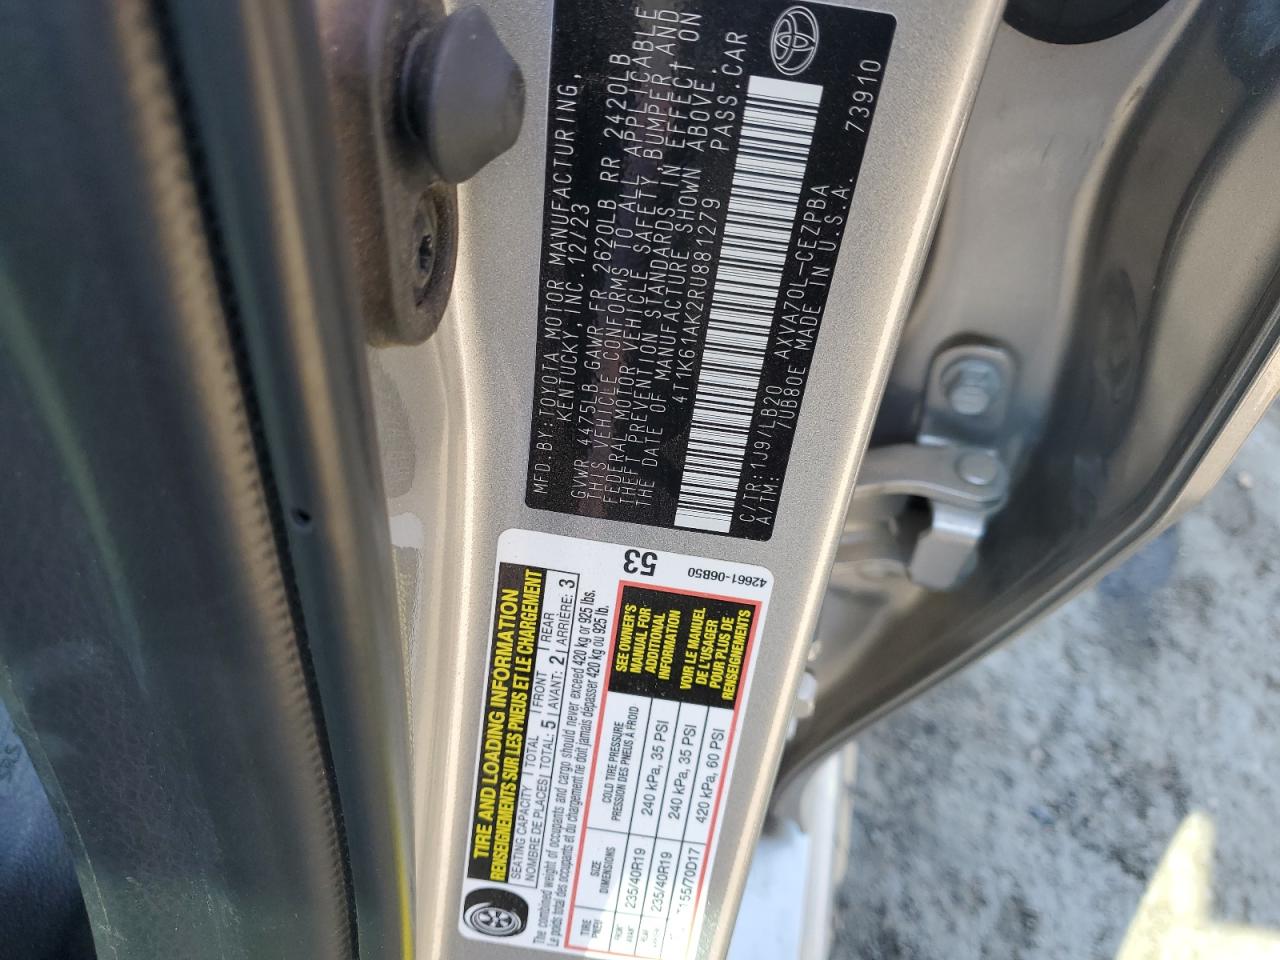 MFD. BY:TOYOTA MOTOR MANUFACTURING,
KENTUCKY, INC. 12/23
GVWR 4475LB GAWR FR 2620LB RR 2420LB
THIS VEHICLE CONFORMS TO ALL APPLICABLE
FEDERAL MOTOR VEHICLE SAFETY, BUMPER AND
THEFT PREVENTION STANDARDS IN EFFECT ON
THE DATE OF MANUFACTURE SHOWN ABOVE.
4T1K61AK2RU881279 PASS.CAR
C/TR:1J9/LB20 AXVA70L-CEZPBA
A/TM: 7UB80E MADE IN U.S.A. 73910
TIRE AND LOADING INFORMATION
RENSEIGNEMENTS SUR LES PNEUS ET LE CHARGEMENT
SEATING CAPACITY TOTAL FRONT REAR
NOMBRE DE PLACES TOTAL: 5 AVANT: 2 ARRIÈRE: 3
The combined weight of occupants and cargo should never exceed 420 kg or 925 lbs.
Le poids total des occupants et du chargement ne doit jamais dépasser 420 kg ou 925 lb.
TIRE SIZE COLD TIRE PRESSURE
PNEU DIMENSIONS PRESSION DES PNEUS À FROID
235/40R19 240 kPa, 35 PSI
235/40R19 240 kPa, 35 PSI
155/70D17 420 kPa, 60 PSI
SEE OWNER'S
MANUAL FOR
ADDITIONAL
INFORMATION
VOIR LE MANUEL
DE L'USAGER
POUR PLUS DE
RENSEIGNEMENTS
53
42661-06B50